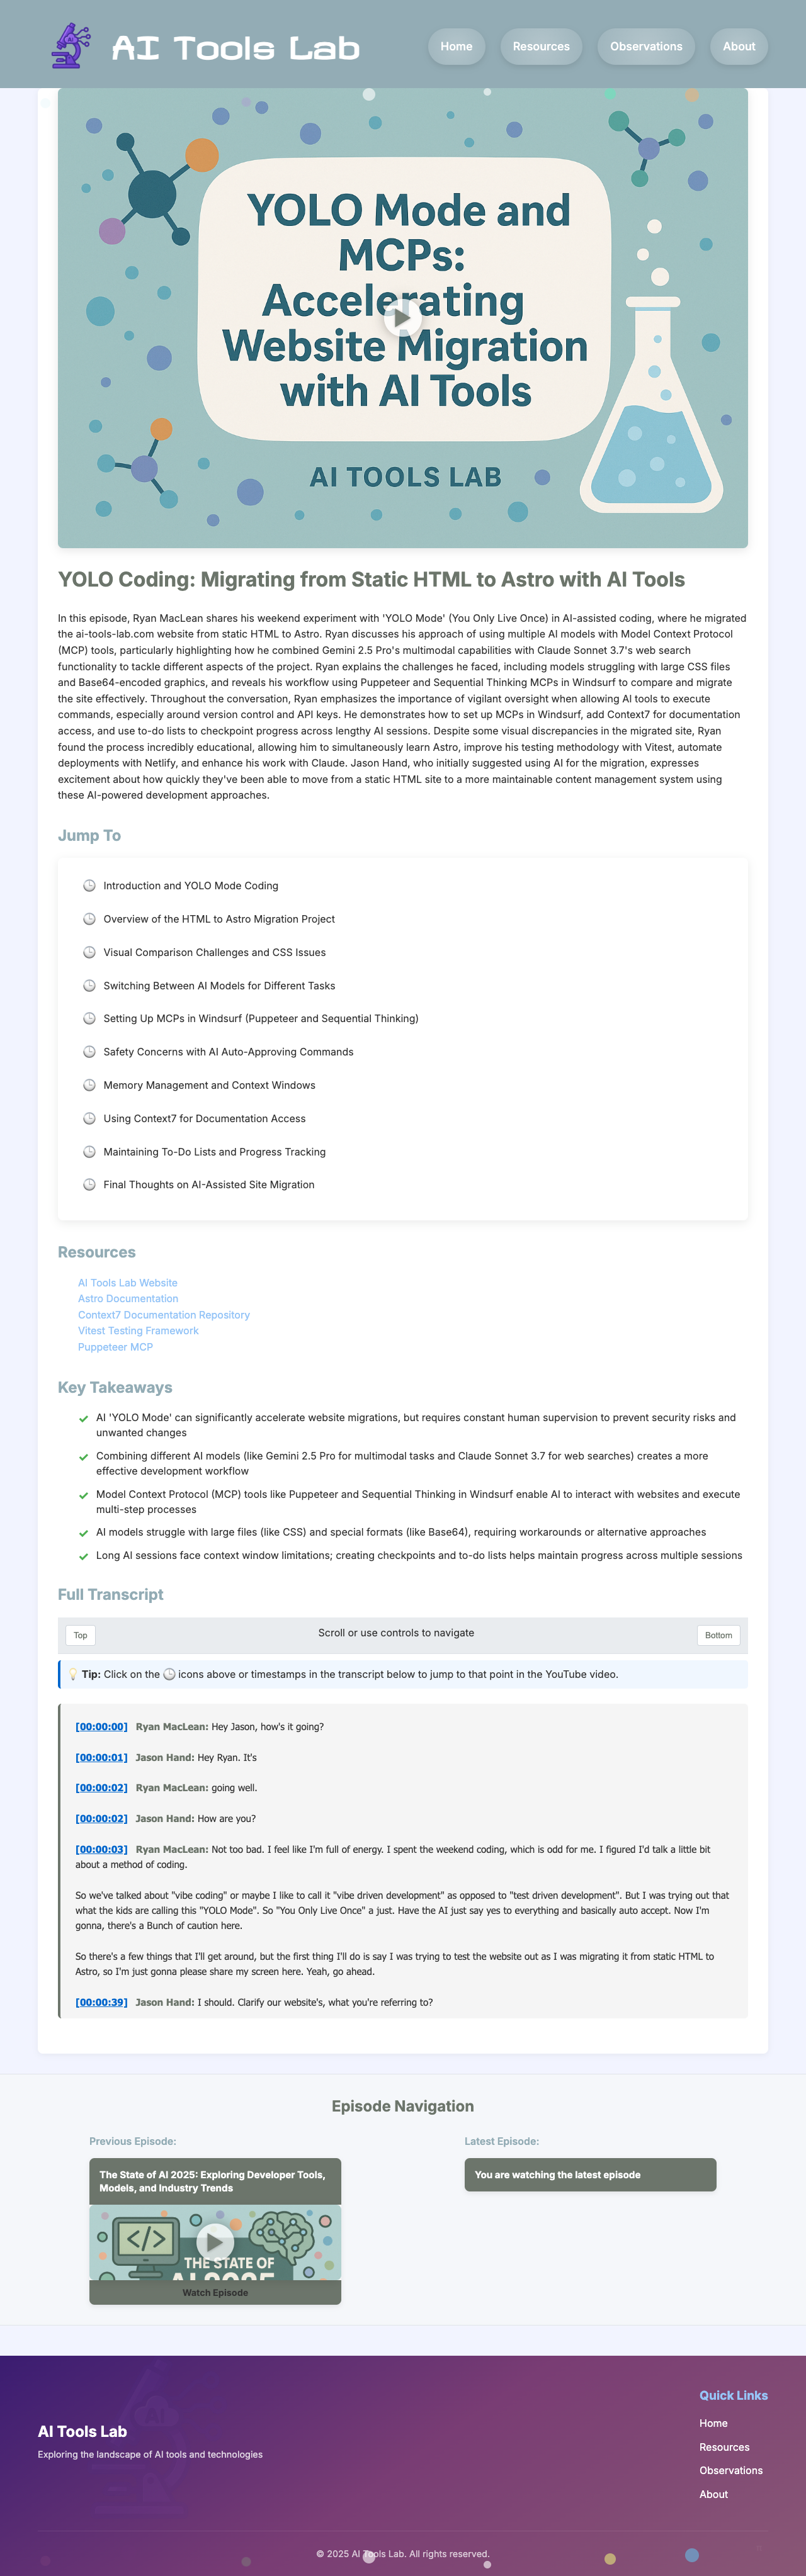 AI Tools Lab
Home
Resources
Observations
About
YOLO Mode and
MCPs:
Accelerating
Website Migration
with AI Tools
AI TOOLS LAB
YOLO Coding: Migrating from Static HTML to Astro with AI Tools
In this episode, Ryan MacLean shares his weekend experiment with 'YOLO Mode' (You Only Live Once) in AI-assisted coding, where he migrated
the ai-tools-lab.com website from static HTML to Astro. Ryan discusses his approach of using multiple AI models with Model Context Protocol
(MCP) tools, particularly highlighting how he combined Gemini 2.5 Pro's multimodal capabilities with Claude Sonnet 3.7's web search
functionality to tackle different aspects of the project. Ryan explains the challenges he faced, including models struggling with large CSS files
and Base64-encoded graphics, and reveals his workflow using Puppeteer and Sequential Thinking MCPs in Windsurf to compare and migrate
the site effectively. Throughout the conversation, Ryan emphasizes the importance of vigilant oversight when allowing AI tools to execute
commands, especially around version control and API keys. He demonstrates how to set up MCPs in Windsurf, add Context7 for documentation
access, and use to-do lists to checkpoint progress across lengthy AI sessions. Despite some visual discrepancies in the migrated site, Ryan
found the process incredibly educational, allowing him to simultaneously learn Astro, improve his testing methodology with Vitest, automate
deployments with Netlify, and enhance his work with Claude. Jason Hand, who initially suggested using AI for the migration, expresses
excitement about how quickly they've been able to move from a static HTML site to a more maintainable content management system using
these AI-powered development approaches.
Jump To
Introduction and YOLO Mode Coding
Overview of the HTML to Astro Migration Project
Visual Comparison Challenges and CSS Issues
Switching Between AI Models for Different Tasks
Setting Up MCPs in Windsurf (Puppeteer and Sequential Thinking)
Safety Concerns with AI Auto-Approving Commands
Memory Management and Context Windows
Using Context7 for Documentation Access
Maintaining To-Do Lists and Progress Tracking
Final Thoughts on AI-Assisted Site Migration
Resources
AI Tools Lab Website
Astro Documentation
Context7 Documentation Repository
Vitest Testing Framework
Puppeteer MCP
Key Takeaways
AI 'YOLO Mode' can significantly accelerate website migrations, but requires constant human supervision to prevent security risks and
unwanted changes
Combining different AI models (like Gemini 2.5 Pro for multimodal tasks and Claude Sonnet 3.7 for web searches) creates a more
effective development workflow
Model Context Protocol (MCP) tools like Puppeteer and Sequential Thinking in Windsurf enable AI to interact with websites and execute
multi-step processes
AI models struggle with large files (like CSS) and special formats (like Base64), requiring workarounds or alternative approaches
Long AI sessions face context window limitations; creating checkpoints and to-do lists helps maintain progress across multiple sessions
Full Transcript
Top
Scroll or use controls to navigate
Bottom
Tip: Click on the icons above or timestamps in the transcript below to jump to that point in the YouTube video.
[00:00:00] Ryan MacLean: Hey Jason, how's it going?
[00:00:01] Jason Hand: Hey Ryan. It's
[00:00:02] Ryan MacLean: going well.
[00:00:02] Jason Hand: How are you?
[00:00:03] Ryan MacLean: Not too bad. I feel like I'm full of energy. I spent the weekend coding, which is odd for me. I figured I'd talk a little bit
about a method of coding.
So we've talked about "vibe coding" or maybe I like to call it "vibe driven development" as opposed to "test driven development". But I was trying out that
what the kids are calling this "YOLO Mode". So "You Only Live Once" a just. Have the AI just say yes to everything and basically auto accept. Now I'm
gonna, there's a Bunch of caution here.
So there's a few things that I'll get around, but the first thing I'll do is say I was trying to test the website out as I was migrating it from static HTML to
Astro, so I'm just gonna please share my screen here. Yeah, go ahead.
[00:00:39] Jason Hand: I should. Clarify our website's, what you're referring to?
Episode Navigation
Previous Episode:
The State of AI 2025: Exploring Developer Tools,
Models, and Industry Trends
THE STATE OF
AI 2025
Watch Episode
Latest Episode:
You are watching the latest episode
AI Tools Lab
Exploring the landscape of AI tools and technologies
Quick Links
Home
Resources
Observations
About
© 2025 AI Tools Lab. All rights reserved.